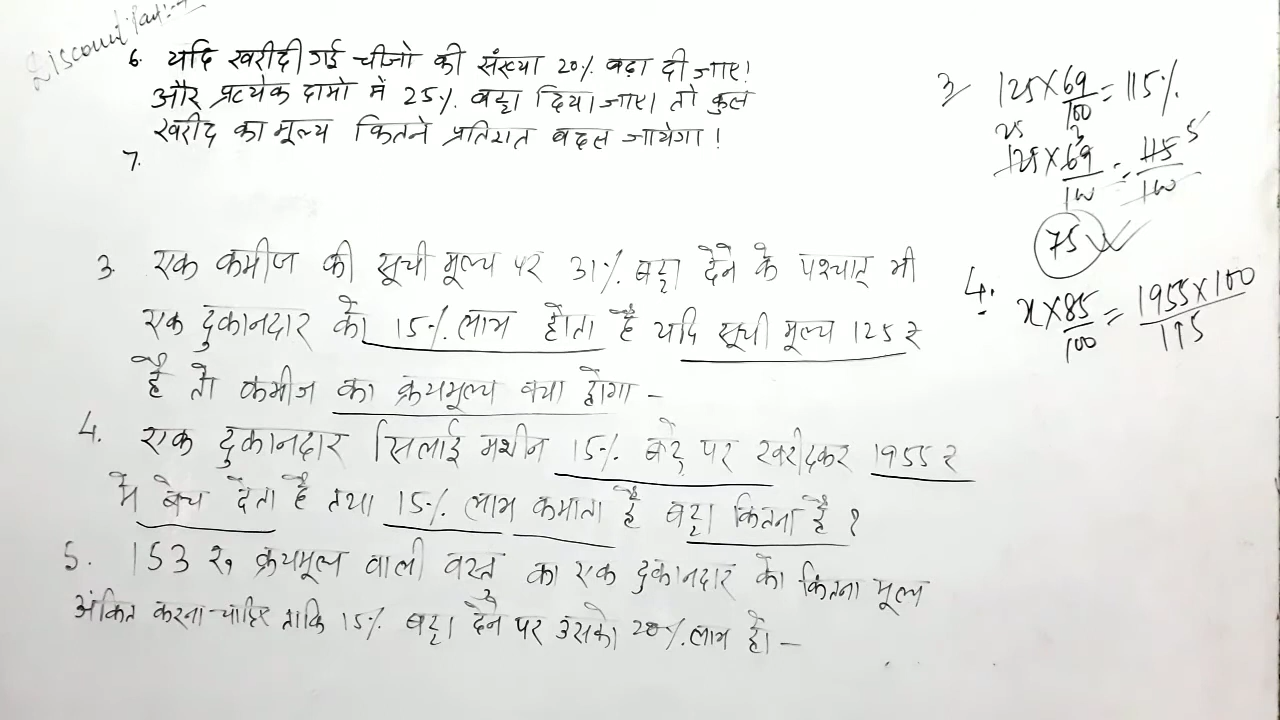 Discount Part-
6. यदि खरीदी गई चीजो की संख्या 20% बढ़ा दी जाए।
और प्रत्येक दामो में 25% बट्टा दिया जाए। तो कुल
खरीद का मूल्य कितने प्रतिशत बदल जायेगा।
7.
3. एक कमीज की सूची मूल्य पर 31% बट्टा देने के पश्चात् भी
एक दुकानदार को 15% लाभ होता है यदि सूची मूल्य 125 ₹
है तो कमीज का क्रयमूल्य क्या होगा -
4. एक दुकानदार सिलाई मशीन 15% बट्टे पर खरीदकर 1955 ₹
में बेच देता है तथा 15% लाभ कमाता है बट्टा कितना है ?
5. 153 रु क्रयमूल्य वाली वस्तु का एक दुकानदार को कितना मूल्य
अंकित करना चाहिए ताकि 15% बट्टा देने पर उसको 20% लाभ हो। -
3 125 × 69/100 = 115%
25 3
125 × 69/100 = 115/100 5
75
4. x × 85/100 = 1955 × 100/115